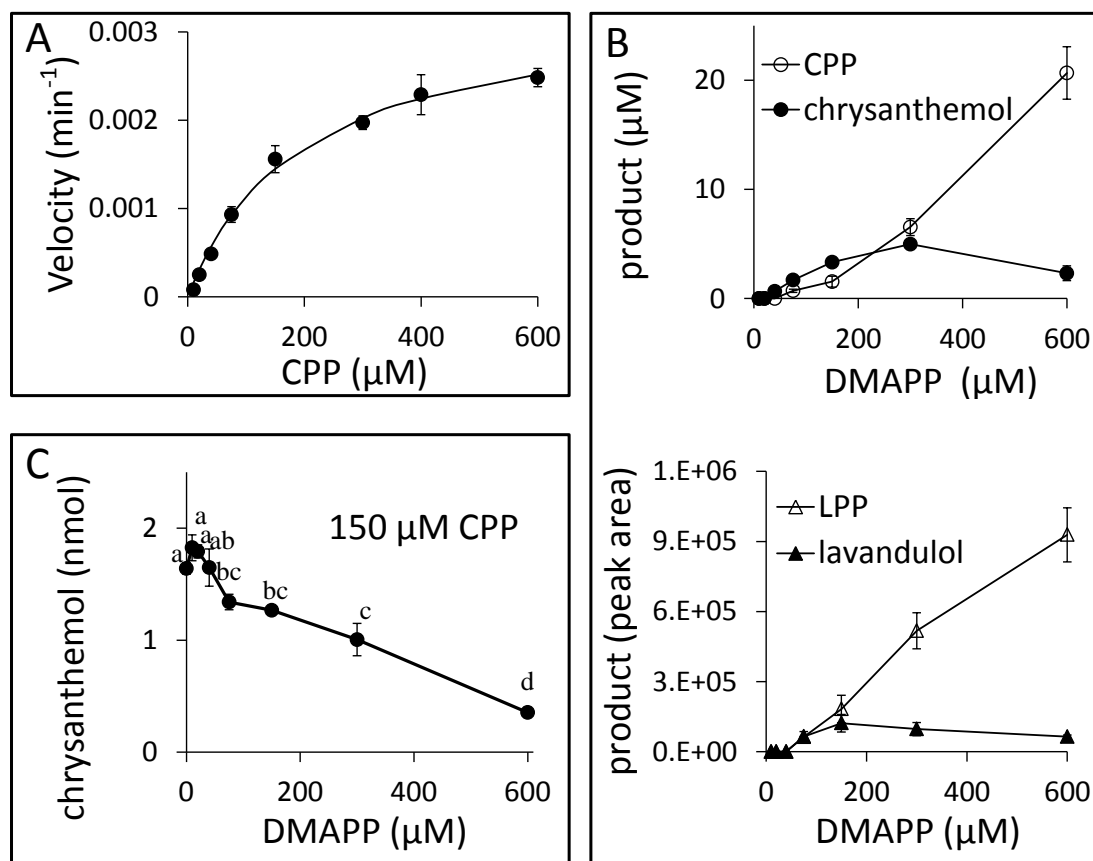 A
Velocity (min⁻¹)
0.003
0.002
0.001
0
0 200 400 600
CPP (µM)
B
product (µM)
20
10
0
CPP
chrysanthemol
0 200 400 600
DMAPP (µM)
C
chrysanthemol (nmol)
2
1
0
150 µM CPP
a
a
a
ab
bc
bc
c
d
0 200 400 600
DMAPP (µM)
product (peak area)
1.E+06
9.E+05
6.E+05
3.E+05
0.E+00
LPP
lavandulol
0 200 400 600
DMAPP (µM)